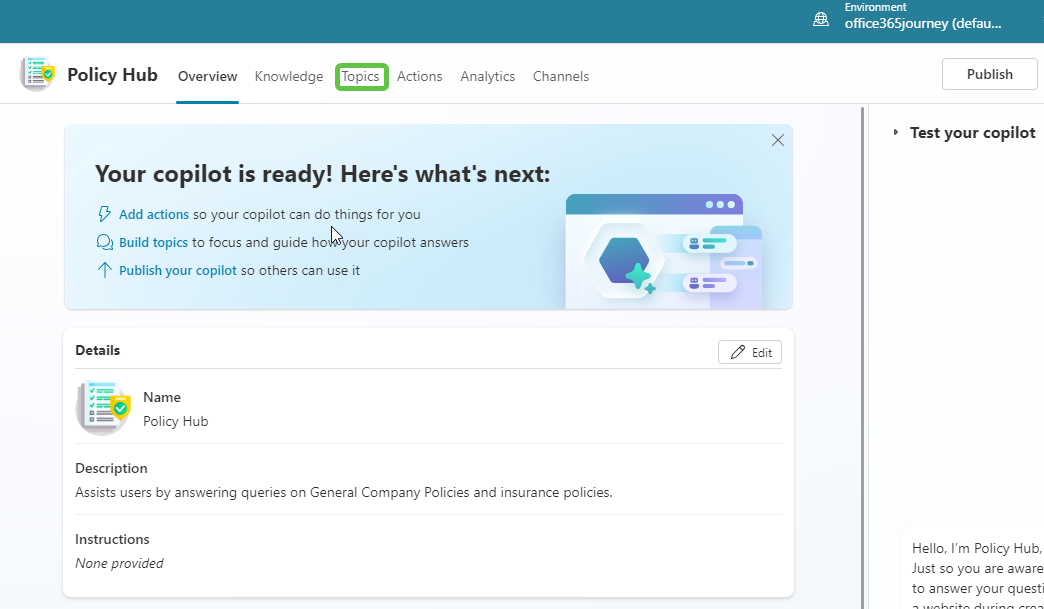 Environment
office365journey (defau...
Policy Hub
Overview Knowledge Topics Actions Analytics Channels
Publish
Your copilot is ready! Here's what's next:
Add actions so your copilot can do things for you
Build topics to focus and guide how your copilot answers
Publish your copilot so others can use it
Test your copilot
Details
Edit
Name
Policy Hub
Description
Assists users by answering queries on General Company Policies and insurance policies.
Instructions
None provided
Hello, I'm Policy Hub,
Just so you are aware
to answer your questi
a website during crea